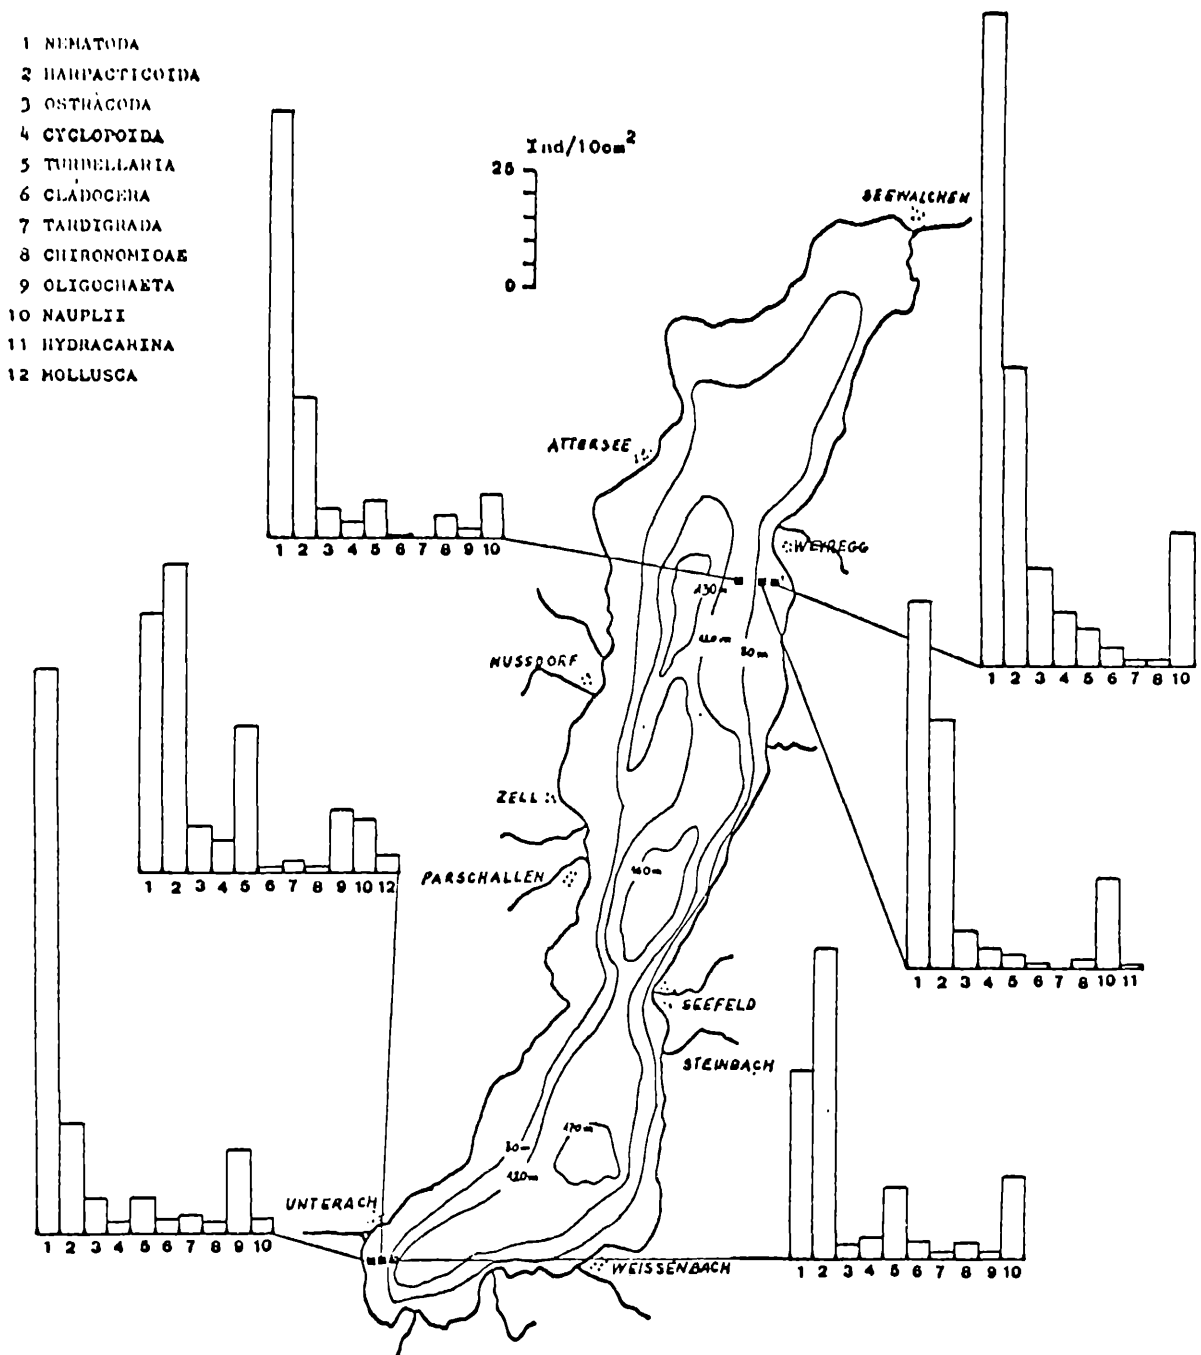 1 NEMATODA
2 HARPACTICOIDA
3 OSTRACODA
4 CYCLOPOIDA
5 TURBELLARIA
6 CLADOCERA
7 TARDIGRADA
8 CHIRONOMIDAE
9 OLIGOCHAETA
10 NAUPLII
11 HYDRACARINA
12 MOLLUSCA
Ind/10cm²
25
0
SEEWALCHEN
ATTERSEE
1 2 3 4 5 6 7 8 9 10
WEYREGG
130m
110m
80m
1 2 3 4 5 6 7 8 10
NUSSDORF
ZELL
1 2 3 4 5 6 7 8 9 10 12
PARSCHALLEN
160m
1 2 3 4 5 6 7 8 10 11
SEEFELD
STEINBACH
170m
80m
120m
UNTERACH
1 2 3 4 5 6 7 8 9 10
WEISSENBACH
1 2 3 4 5 6 7 8 9 10